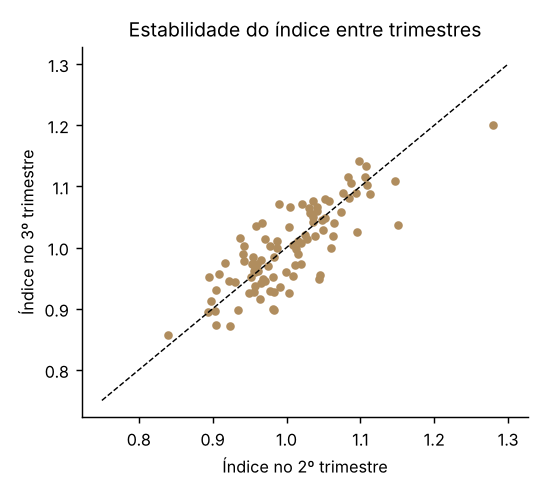 Estabilidade do índice entre trimestres
Índice no 3º trimestre
1.3
1.2
1.1
1.0
0.9
0.8
0.8 0.9 1.0 1.1 1.2 1.3
Índice no 2º trimestre